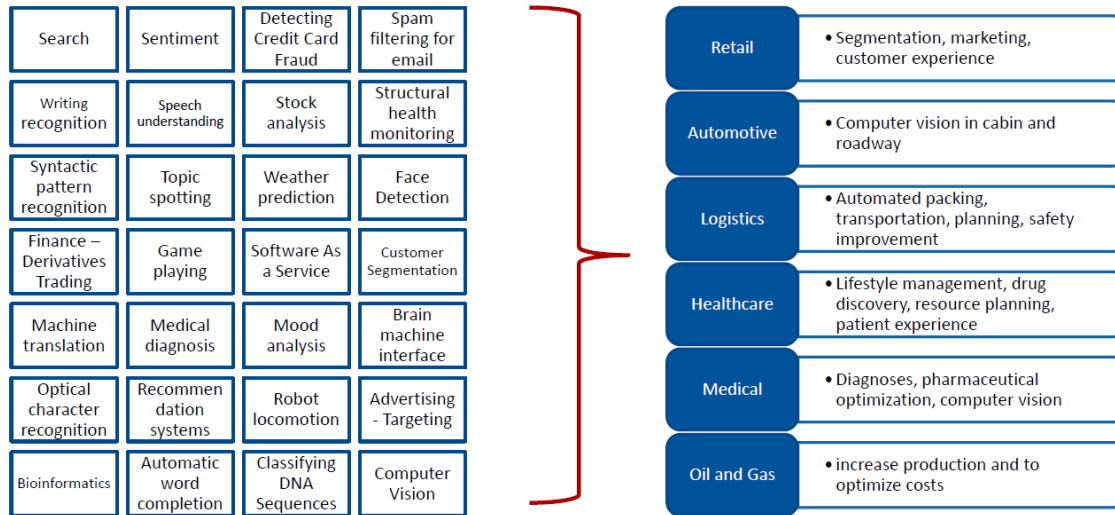 Search
Sentiment
Detecting
Credit Card
Fraud
Spam
filtering for
email
Writing
recognition
Speech
understanding
Stock
analysis
Structural
health
monitoring
Syntactic
pattern
recognition
Topic
spotting
Weather
prediction
Face
Detection
Finance –
Derivatives
Trading
Game
playing
Software As
a Service
Customer
Segmentation
Machine
translation
Medical
diagnosis
Mood
analysis
Brain
machine
interface
Optical
character
recognition
Recommen
dation
systems
Robot
locomotion
Advertising
- Targeting
Bioinformatics
Automatic
word
completion
Classifying
DNA
Sequences
Computer
Vision
Retail
• Segmentation, marketing,
customer experience
Automotive
• Computer vision in cabin and
roadway
Logistics
• Automated packing,
transportation, planning, safety
improvement
Healthcare
• Lifestyle management, drug
discovery, resource planning,
patient experience
Medical
• Diagnoses, pharmaceutical
optimization, computer vision
Oil and Gas
• increase production and to
optimize costs